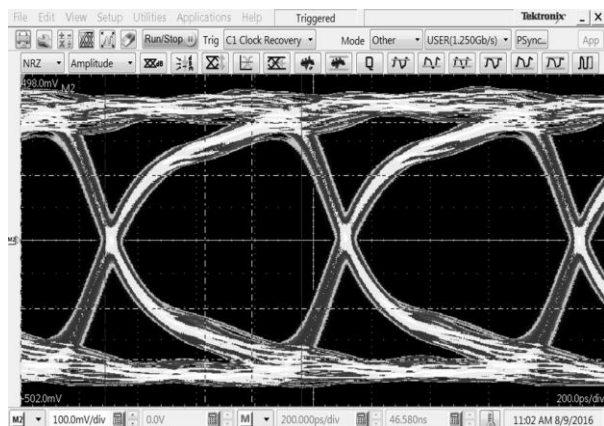 File Edit View Setup Utilities Applications Help Triggered Tektronix
Run/Stop Trig C1 Clock Recovery Mode Other USER(1.250Gb/s) PSync.. App
NRZ Amplitude dB Q
498.0mV M2
M2
-502.0mV 200.0ps/div
M2 100.0mV/div 0.0V M 200.000ps/div 46.580ns 11:02 AM 8/9/2016